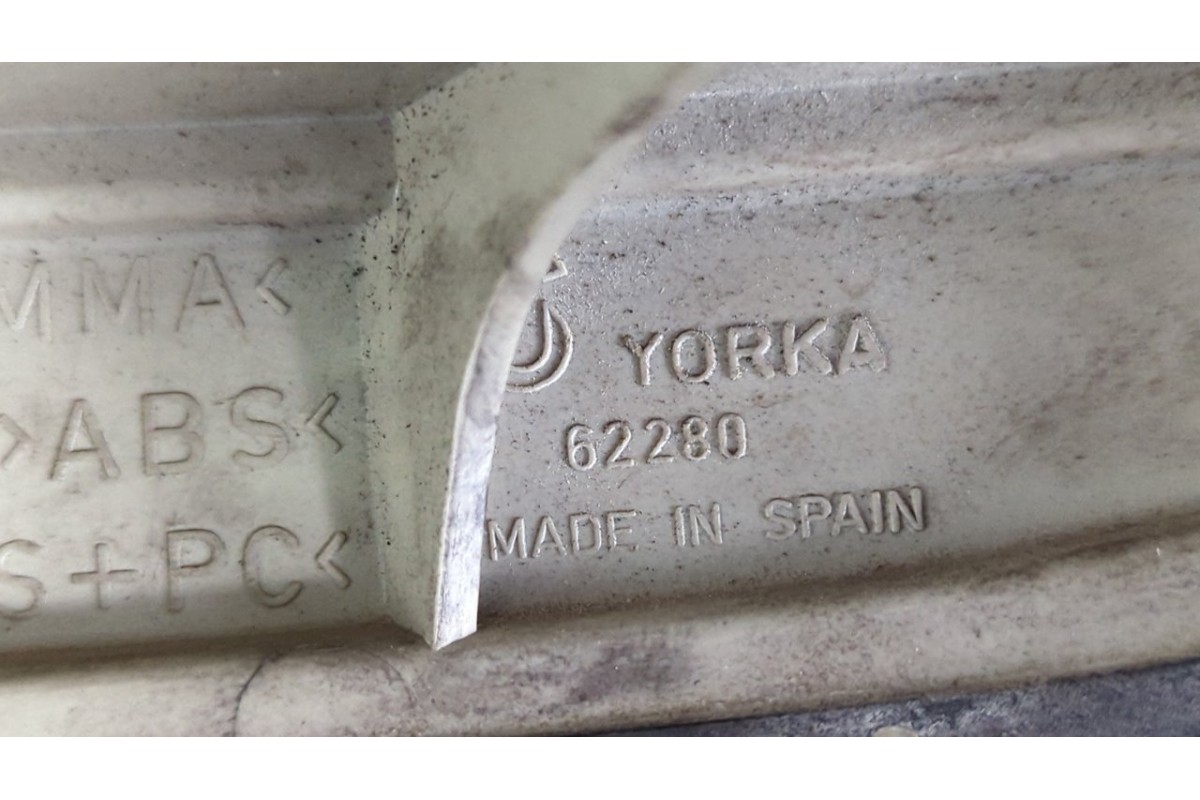 MMA<
>ABS<
S+PC<
YORKA
62280
MADE IN SPAIN